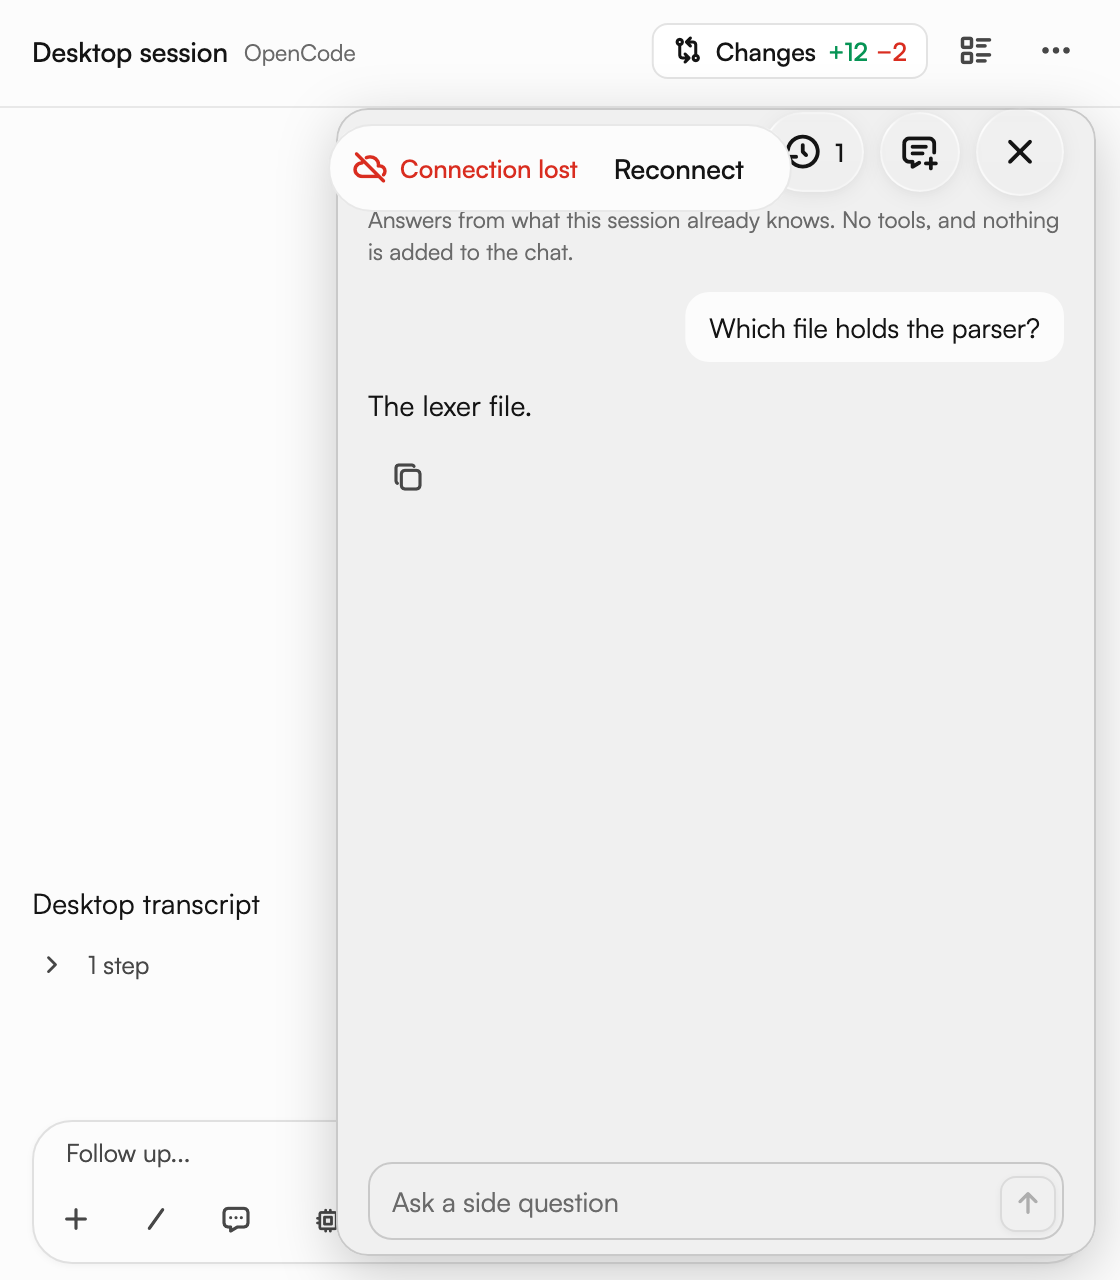 Desktop session OpenCode
Changes +12 −2
Connection lost Reconnect
1
Answers from what this session already knows. No tools, and nothing
is added to the chat.
Which file holds the parser?
The lexer file.
Desktop transcript
1 step
Follow up...
Ask a side question